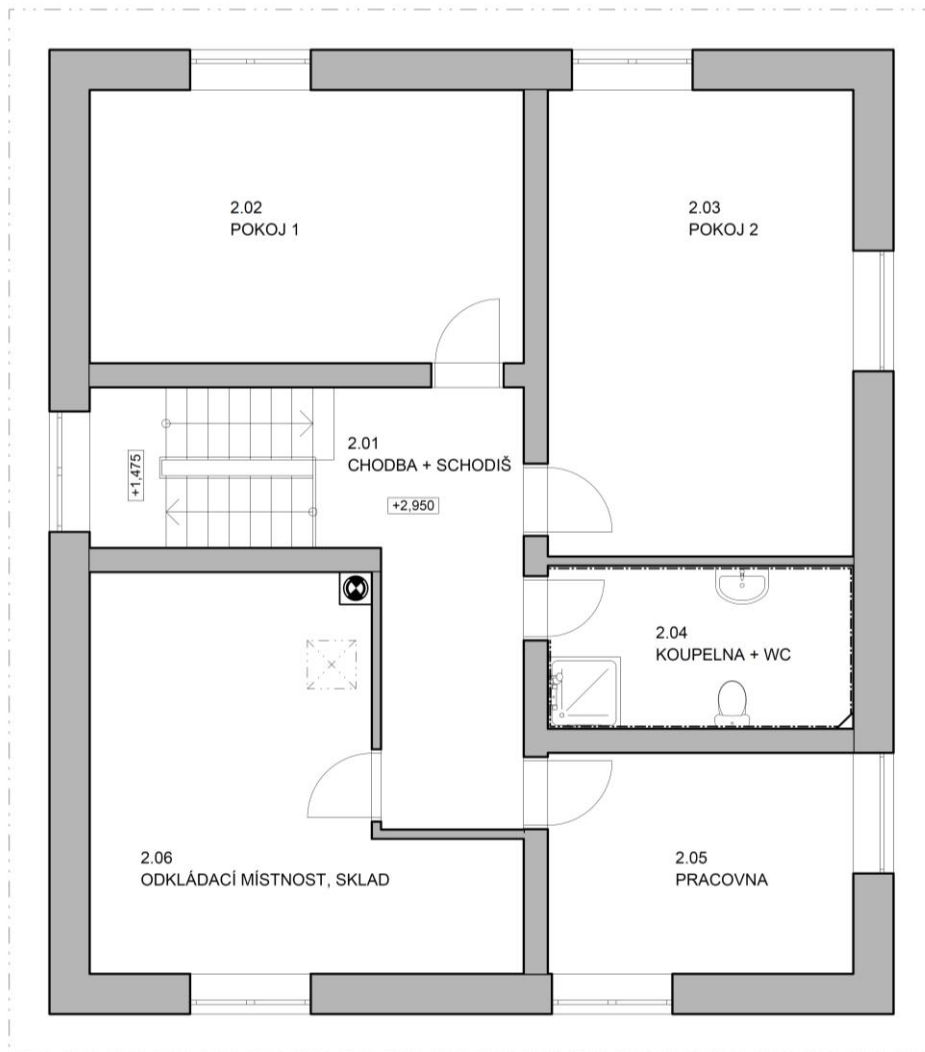 2.02
POKOJ 1
2.03
POKOJ 2
2.01
CHODBA + SCHODIŠ
+1,475
+2,950
2.04
KOUPELNA + WC
2.06
ODKLÁDACÍ MÍSTNOST, SKLAD
2.05
PRACOVNA